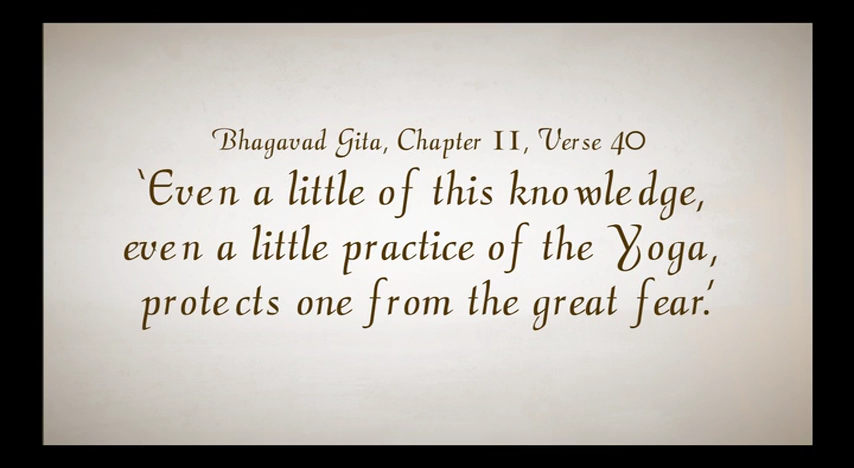 Bhagavad Gita, Chapter II, Verse 40
'Even a little of this knowledge,
even a little practice of the Yoga,
protects one from the great fear.'